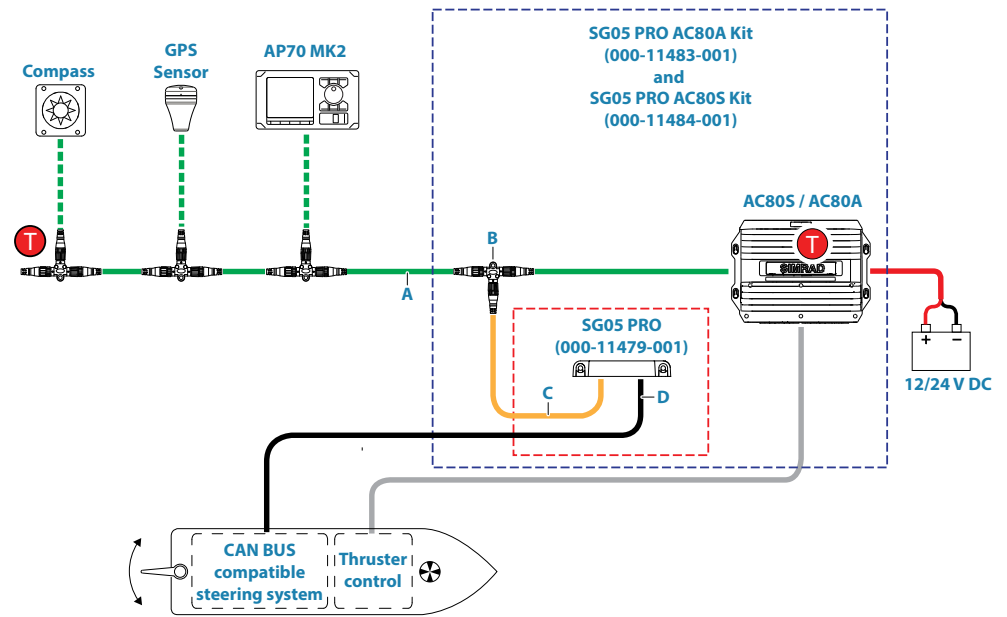 SG05 PRO AC80A Kit
(000-11483-001)
and
SG05 PRO AC80S Kit
(000-11484-001)
Compass
GPS
Sensor
AP70 MK2
AC80S / AC80A
T
T
SIMRAD
B
A
SG05 PRO
(000-11479-001)
C
D
+ −
12/24 V DC
CAN BUS
compatible
steering system
Thruster
control